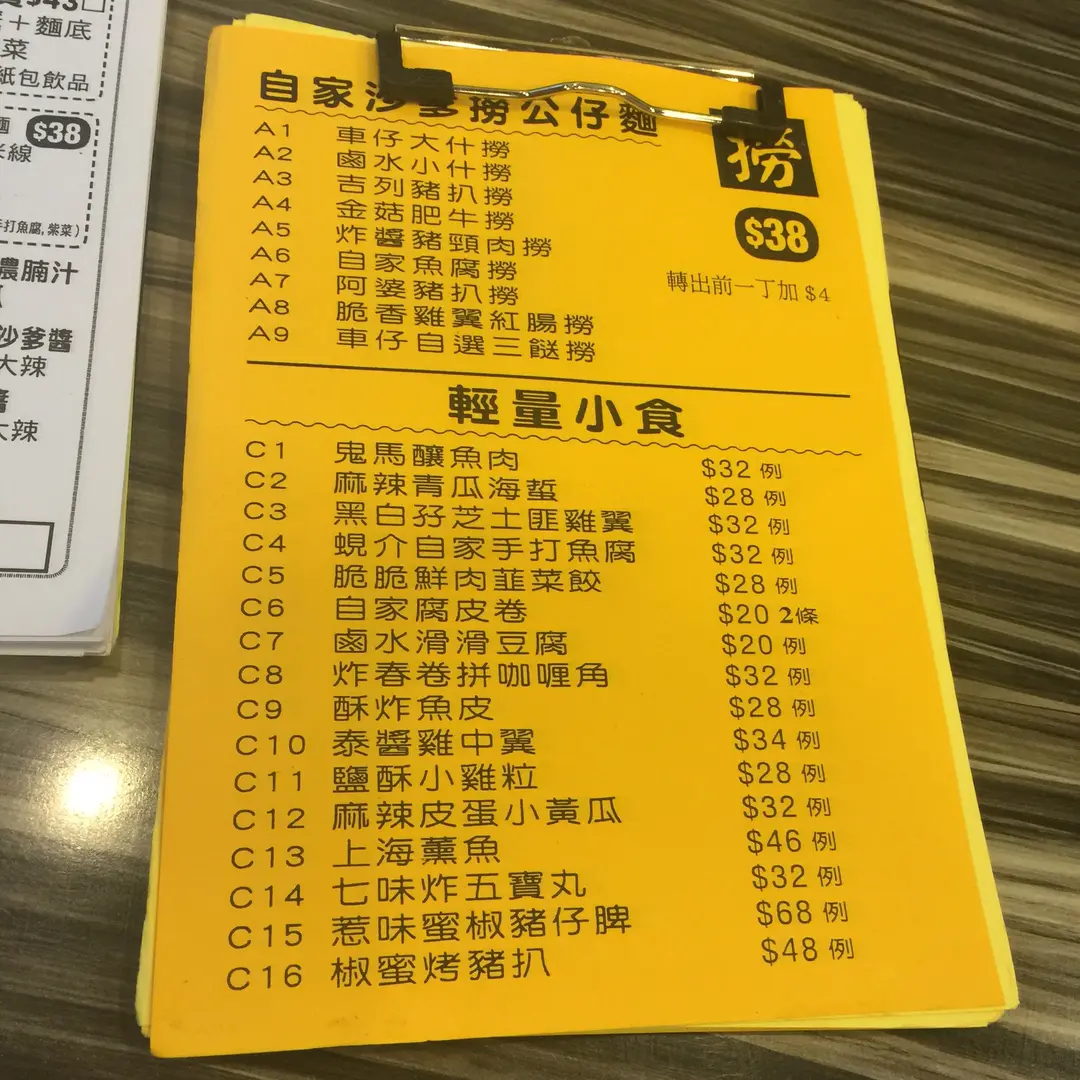 $43
+麵底
菜
紙包飲品
麵 $38
米線
手打魚腐,紫菜)
濃腩汁
沙爹醬
大辣
醬
大辣
自家沙爹撈公仔麵
撈
$38
轉出前一丁加 $4
A1 車仔大什撈
A2 鹵水小什撈
A3 吉列豬扒撈
A4 金菇肥牛撈
A5 炸醬豬頸肉撈
A6 自家魚腐撈
A7 阿婆豬扒撈
A8 脆香雞翼紅腸撈
A9 車仔自選三餸撈
輕量小食
C1 鬼馬釀魚肉 $32 例
C2 麻辣青瓜海蜇 $28 例
C3 黑白孖芝士匪雞翼 $32 例
C4 蜆介自家手打魚腐 $32 例
C5 脆脆鮮肉韮菜餃 $28 例
C6 自家腐皮卷 $20 2條
C7 鹵水滑滑豆腐 $20 例
C8 炸春卷拼咖喱角 $32 例
C9 酥炸魚皮 $28 例
C10 泰醬雞中翼 $34 例
C11 鹽酥小雞粒 $28 例
C12 麻辣皮蛋小黃瓜 $32 例
C13 上海薰魚 $46 例
C14 七味炸五寶丸 $32 例
C15 惹味蜜椒豬仔脾 $68 例
C16 椒蜜烤豬扒 $48 例